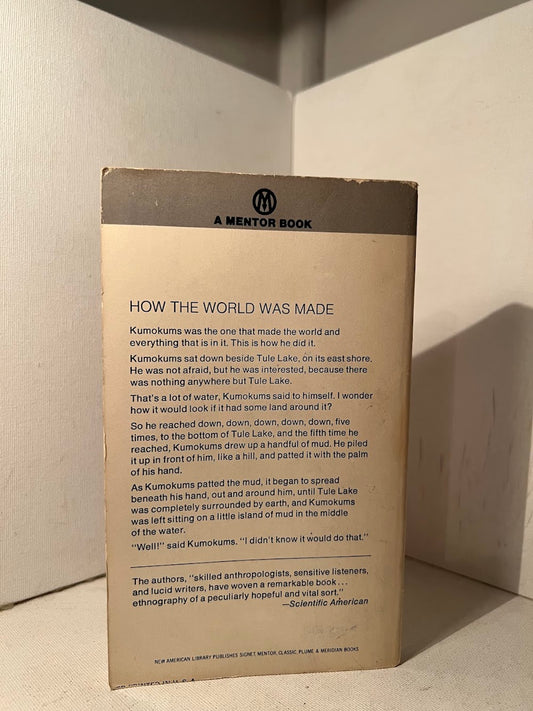 M
A MENTOR BOOK
HOW THE WORLD WAS MADE
Kumokums was the one that made the world and
everything that is in it. This is how he did it.
Kumokums sat down beside Tule Lake, on its east shore.
He was not afraid, but he was interested, because there
was nothing anywhere but Tule Lake.
That's a lot of water, Kumokums said to himself. I wonder
how it would look if it had some land around it?
So he reached down, down, down, down, down, five
times, to the bottom of Tule Lake, and the fifth time he
reached, Kumokums drew up a handful of mud. He piled
it up in front of him, like a hill, and patted it with the palm
of his hand.
As Kumokums patted the mud, it began to spread
beneath his hand, out and around him, until Tule Lake
was completely surrounded by earth, and Kumokums
was left sitting on a little island of mud in the middle
of the water.
"Well!" said Kumokums. "I didn't know it would do that."
The authors, "skilled anthropologists, sensitive listeners,
and lucid writers, have woven a remarkable book...
ethnography of a peculiarly hopeful and vital sort."
—Scientific American
NEW AMERICAN LIBRARY PUBLISHES SIGNET, MENTOR, CLASSIC, PLUME & MERIDIAN BOOKS